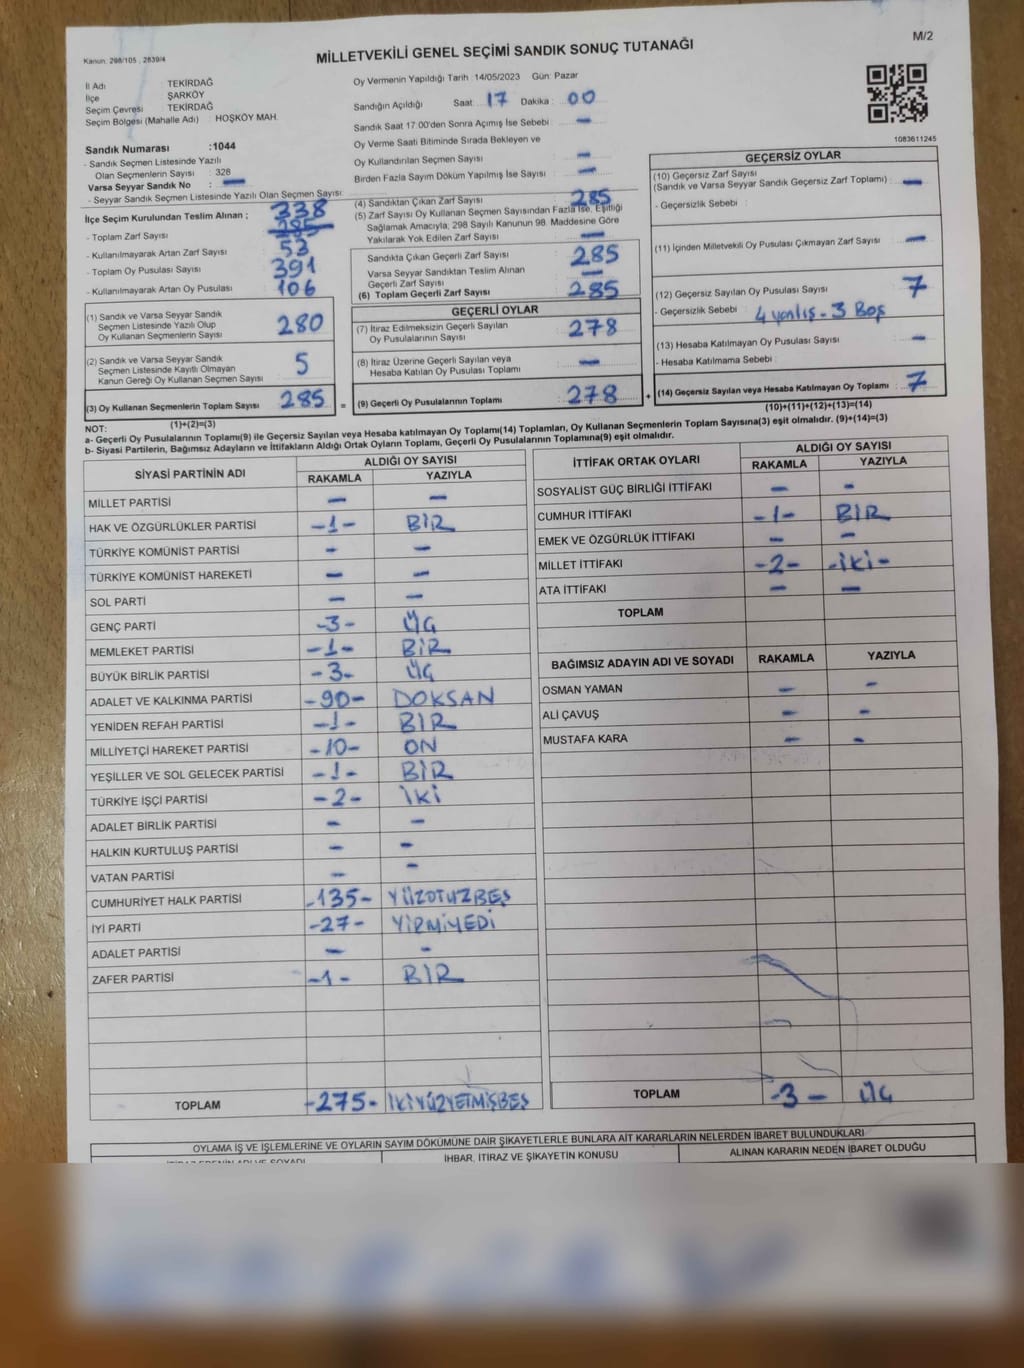 M/2
Kanun: 298/105 , 2839/4
MİLLETVEKİLİ GENEL SEÇİMİ SANDIK SONUÇ TUTANAĞI
İl Adı TEKİRDAĞ
İlçe ŞARKÖY
Seçim Çevresi : TEKİRDAĞ
Seçim Bölgesi (Mahalle Adı) : HOŞKÖY MAH.
Sandık Numarası :1044
- Sandık Seçmen Listesinde Yazılı
Olan Seçmenlerin Sayısı : 328
Varsa Seyyar Sandık No : -
- Seyyar Sandık Seçmen Listesinde Yazılı Olan Seçmen Sayısı:
İlçe Seçim Kurulundan Teslim Alınan ; 338
- Toplam Zarf Sayısı 285
- Kullanılmayarak Artan Zarf Sayısı 53
- Toplam Oy Pusulası Sayısı 391
- Kullanılmayarak Artan Oy Pusulası 106
(1) Sandık ve Varsa Seyyar Sandık
Seçmen Listesinde Yazılı Olup
Oy Kullanan Seçmenlerin Sayısı 280
(2) Sandık ve Varsa Seyyar Sandık
Seçmen Listesinde Kayıtlı Olmayan
Kanun Gereği Oy Kullanan Seçmen Sayısı 5
(3) Oy Kullanan Seçmenlerin Toplam Sayısı 285
(1)+(2)=(3)
Oy Vermenin Yapıldığı Tarih : 14/05/2023 Gün: Pazar
Sandığın Açıldığı Saat 17 Dakika : 00
Sandık Saat 17:00'den Sonra Açımış İse Sebebi : -
Oy Verme Saati Bitiminde Sırada Bekleyen ve
Oy Kullandırılan Seçmen Sayısı -
Birden Fazla Sayım Döküm Yapılmış İse Sayısı : -
(4) Sandıktan Çıkan Zarf Sayısı 285
(5) Zarf Sayısı Oy Kullanan Seçmen Sayısından Fazla İse, Eşitliği
Sağlamak Amacıyla; 298 Sayılı Kanunun 98. Maddesine Göre
Yakılarak Yok Edilen Zarf Sayısı -
Sandıkta Çıkan Geçerli Zarf Sayısı 285
Varsa Seyyar Sandıktan Teslim Alınan
Geçerli Zarf Sayısı -
(6) Toplam Geçerli Zarf Sayısı 285
GEÇERLİ OYLAR
(7) İtiraz Edilmeksizin Geçerli Sayılan
Oy Pusulalarının Sayısı 278
(8) İtiraz Üzerine Geçerli Sayılan veya
Hesaba Katılan Oy Pusulası Toplamı -
= (9) Geçerli Oy Pusulalarının Toplamı 278
1083611245
GEÇERSİZ OYLAR
(10) Geçersiz Zarf Sayısı
(Sandık ve Varsa Seyyar Sandık Geçersiz Zarf Toplamı) : -
- Geçersizlik Sebebi :
(11) İçinden Milletvekili Oy Pusulası Çıkmayan Zarf Sayısı -
(12) Geçersiz Sayılan Oy Pusulası Sayısı 7
- Geçersizlik Sebebi : 4 yanlış - 3 Boş
(13) Hesaba Katılmayan Oy Pusulası Sayısı -
- Hesaba Katılmama Sebebi :
+ (14) Geçersiz Sayılan veya Hesaba Katılmayan Oy Toplamı : 7
(10)+(11)+(12)+(13)=(14)
NOT:
a- Geçerli Oy Pusulalarının Toplamı(9) ile Geçersiz Sayılan veya Hesaba katılmayan Oy Toplamı(14) Toplamları, Oy Kullanan Seçmenlerin Toplam Sayısına(3) eşit olmalıdır. (9)+(14)=(3)
b- Siyasi Partilerin, Bağımsız Adayların ve İttifakların Aldığı Ortak Oyların Toplamı, Geçerli Oy Pusulalarının Toplamına(9) eşit olmalıdır.
SİYASİ PARTİNİN ADI ALDIĞI OY SAYISI
RAKAMLA YAZIYLA
MİLLET PARTİSİ - -
HAK VE ÖZGÜRLÜKLER PARTİSİ -1- BİR
TÜRKİYE KOMÜNİST PARTİSİ - -
TÜRKİYE KOMÜNİST HAREKETİ - -
SOL PARTİ - -
GENÇ PARTİ -3- ÜÇ
MEMLEKET PARTİSİ -1- BİR
BÜYÜK BİRLİK PARTİSİ -3- ÜÇ
ADALET VE KALKINMA PARTİSİ -90- DOKSAN
YENİDEN REFAH PARTİSİ -1- BİR
MİLLİYETÇİ HAREKET PARTİSİ -10- ON
YEŞİLLER VE SOL GELECEK PARTİSİ -1- BİR
TÜRKİYE İŞÇİ PARTİSİ -2- İKİ
ADALET BİRLİK PARTİSİ - -
HALKIN KURTULUŞ PARTİSİ - -
VATAN PARTİSİ - -
CUMHURİYET HALK PARTİSİ -135- YÜZOTUZBEŞ
İYİ PARTİ -27- YİRMİYEDİ
ADALET PARTİSİ - -
ZAFER PARTİSİ -1- BİR
TOPLAM -275- İKİYÜZYETMİŞBEŞ
İTTİFAK ORTAK OYLARI ALDIĞI OY SAYISI
RAKAMLA YAZIYLA
SOSYALİST GÜÇ BİRLİĞİ İTTİFAKI - -
CUMHUR İTTİFAKI -1- BİR
EMEK VE ÖZGÜRLÜK İTTİFAKI - -
MİLLET İTTİFAKI -2- -İKİ-
ATA İTTİFAKI - -
TOPLAM
BAĞIMSIZ ADAYIN ADI VE SOYADI RAKAMLA YAZIYLA
OSMAN YAMAN - -
ALİ ÇAVUŞ - -
MUSTAFA KARA - -
TOPLAM -3- ÜÇ
OYLAMA İŞ VE İŞLEMLERİNE VE OYLARIN SAYIM DÖKÜMÜNE DAİR ŞİKAYETLERLE BUNLARA AİT KARARLARIN NELERDEN İBARET BULUNDUKLARI
İHBAR, İTİRAZ VE ŞİKAYETİN KONUSU ALINAN KARARIN NEDEN İBARET OLDUĞU